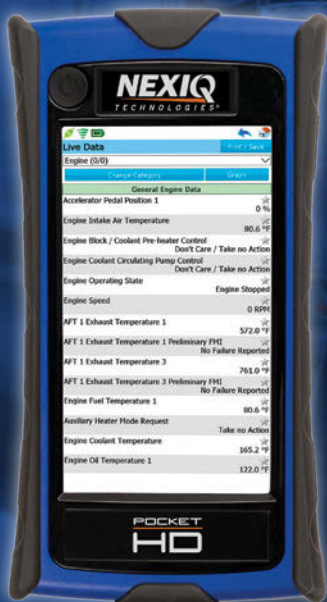 NEXIQ
TECHNOLOGIES®
Live Data
Print / Save
Engine (0/0)
Change Category
Graph
General Engine Data
Accelerator Pedal Position 1
0 %
Engine Intake Air Temperature
80.6 °F
Engine Block / Coolant Pre-heater Control
Don't Care / Take no Action
Engine Coolant Circulating Pump Control
Don't Care / Take no Action
Engine Operating State
Engine Stopped
Engine Speed
0 RPM
AFT 1 Exhaust Temperature 1
572.0 °F
AFT 1 Exhaust Temperature 1 Preliminary FMI
No Failure Reported
AFT 1 Exhaust Temperature 3
761.0 °F
AFT 1 Exhaust Temperature 3 Preliminary FMI
No Failure Reported
Engine Fuel Temperature 1
80.6 °F
Auxiliary Heater Mode Request
Take no Action
Engine Coolant Temperature
165.2 °F
Engine Oil Temperature 1
122.0 °F
POCKET
HD